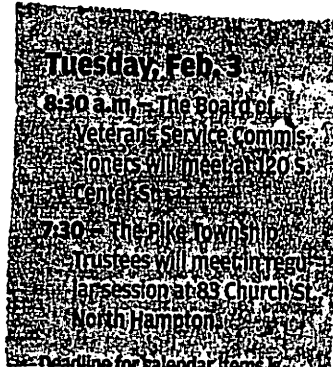 Tuesday, Feb. 3
8:30 a.m. — The Board of
Veterans Service Commis-
sioners will meet at 120 S.
Center St.
7:30 — The Pike Township
Trustees will meet in regu-
lar session at 83 Church St.
North Hampton.
Deadline for calendar items is